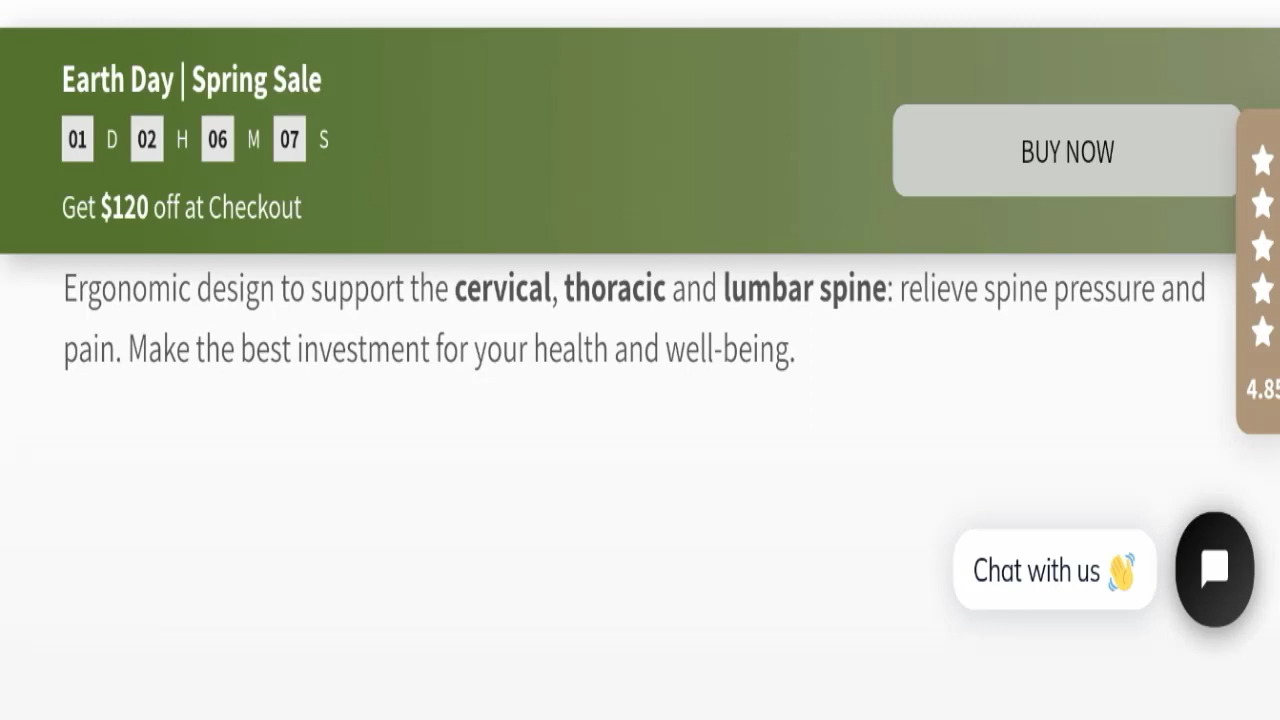 Earth Day | Spring Sale
01 D 02 H 06 M 07 S
Get $120 off at Checkout
BUY NOW
Ergonomic design to support the cervical, thoracic and lumbar spine: relieve spine pressure and
pain. Make the best investment for your health and well-being.
4.85
Chat with us 👋